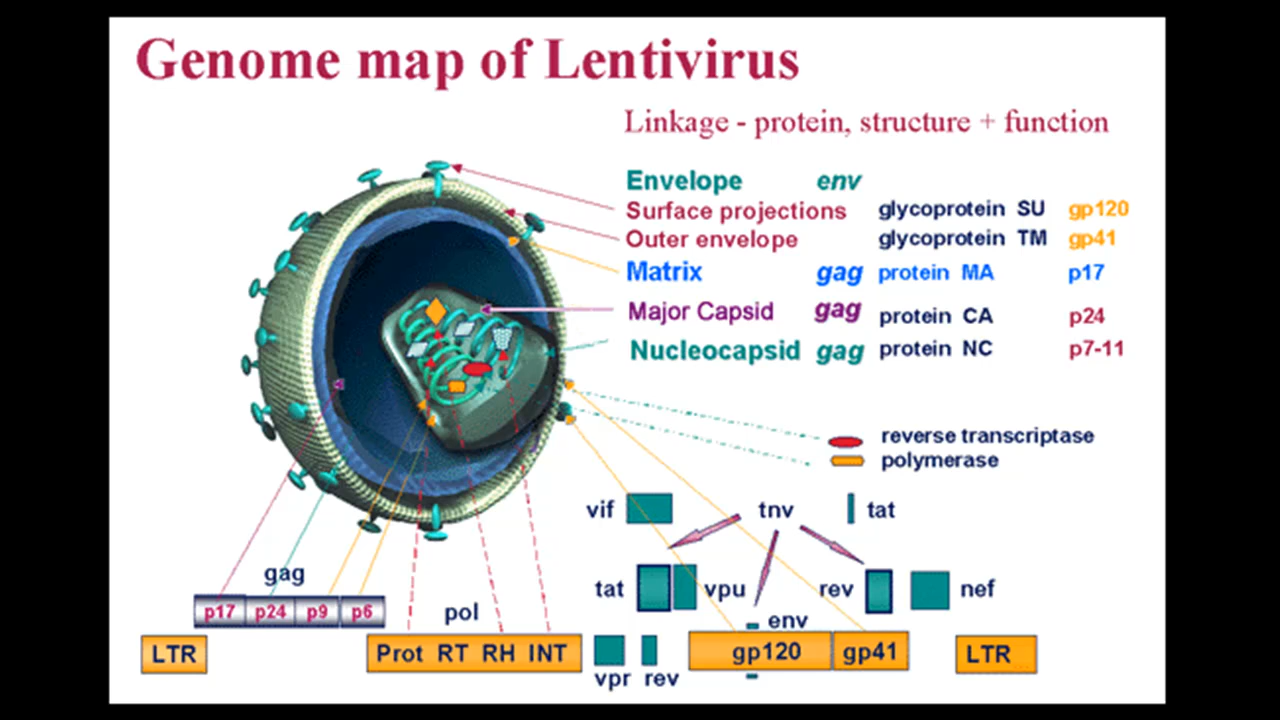 Genome map of Lentivirus
Linkage - protein, structure + function
Envelope env
Surface projections glycoprotein SU gp120
Outer envelope glycoprotein TM gp41
Matrix gag protein MA p17
Major Capsid gag protein CA p24
Nucleocapsid gag protein NC p7-11
reverse transcriptase
polymerase
vif tnv tat
gag
tat vpu rev nef
p17 p24 p9 p6
pol env
LTR Prot RT RH INT gp120 gp41 LTR
vpr rev